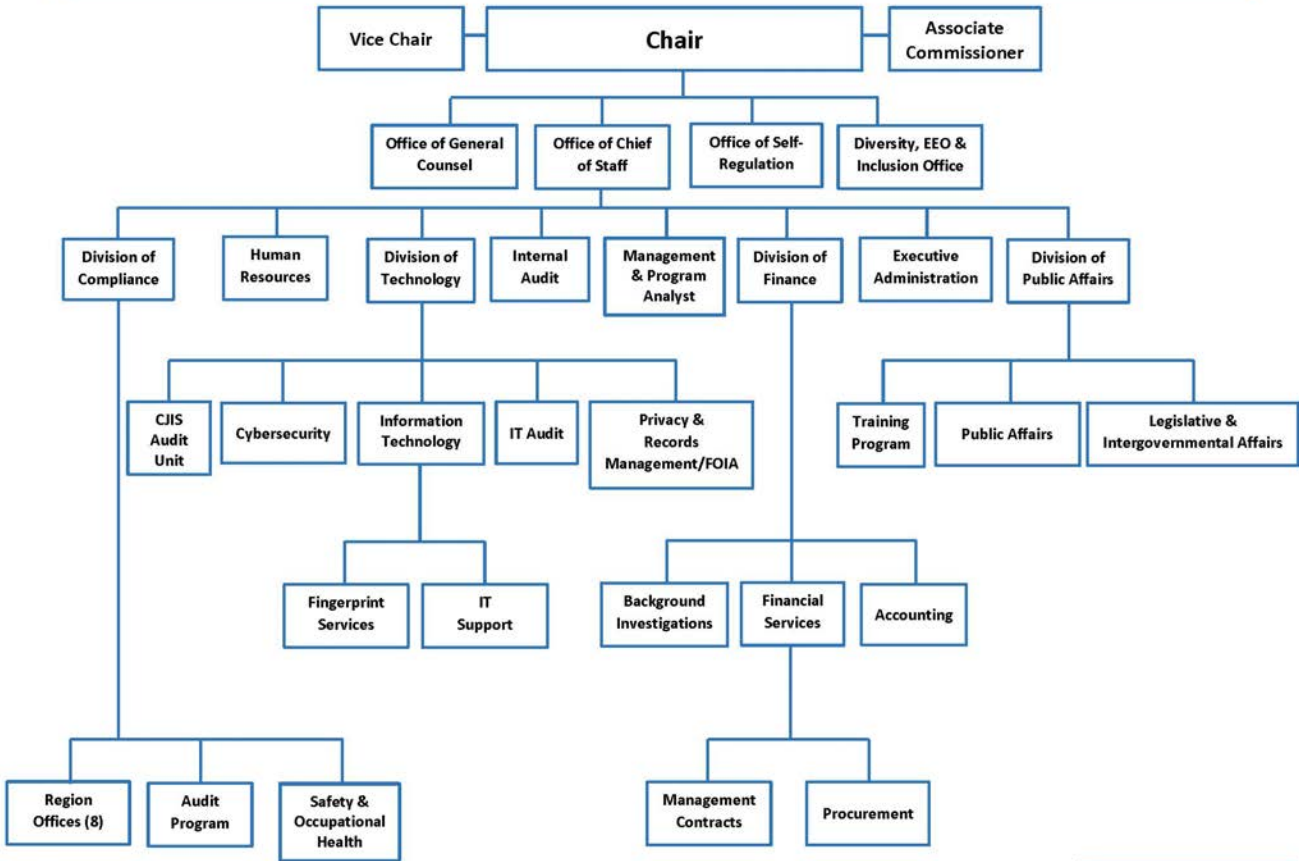 Vice Chair
Chair
Associate
Commissioner
Office of General
Counsel
Office of Chief
of Staff
Office of Self-
Regulation
Diversity, EEO &
Inclusion Office
Division of
Compliance
Human
Resources
Division of
Technology
Internal
Audit
Management
& Program
Analyst
Division of
Finance
Executive
Administration
Division of
Public Affairs
CJIS
Audit
Unit
Cybersecurity
Information
Technology
IT Audit
Privacy &
Records
Management/FOIA
Training
Program
Public Affairs
Legislative &
Intergovernmental Affairs
Fingerprint
Services
IT
Support
Background
Investigations
Financial
Services
Accounting
Region
Offices (8)
Audit
Program
Safety &
Occupational
Health
Management
Contracts
Procurement